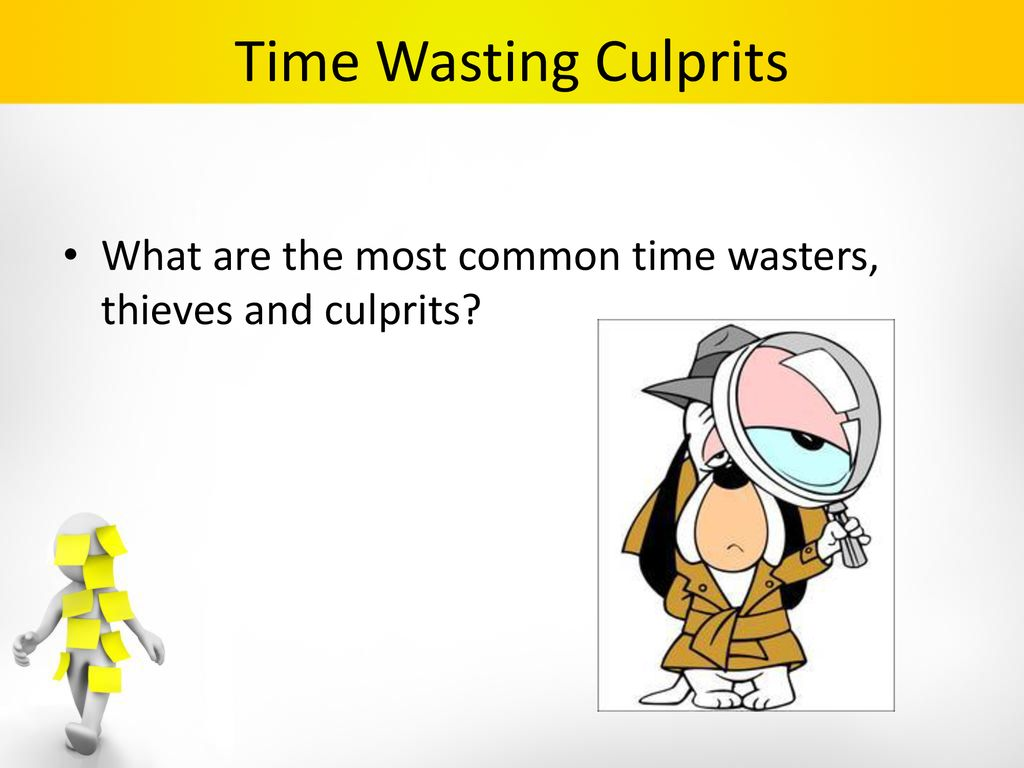 Time Wasting Culprits
• What are the most common time wasters,
thieves and culprits?